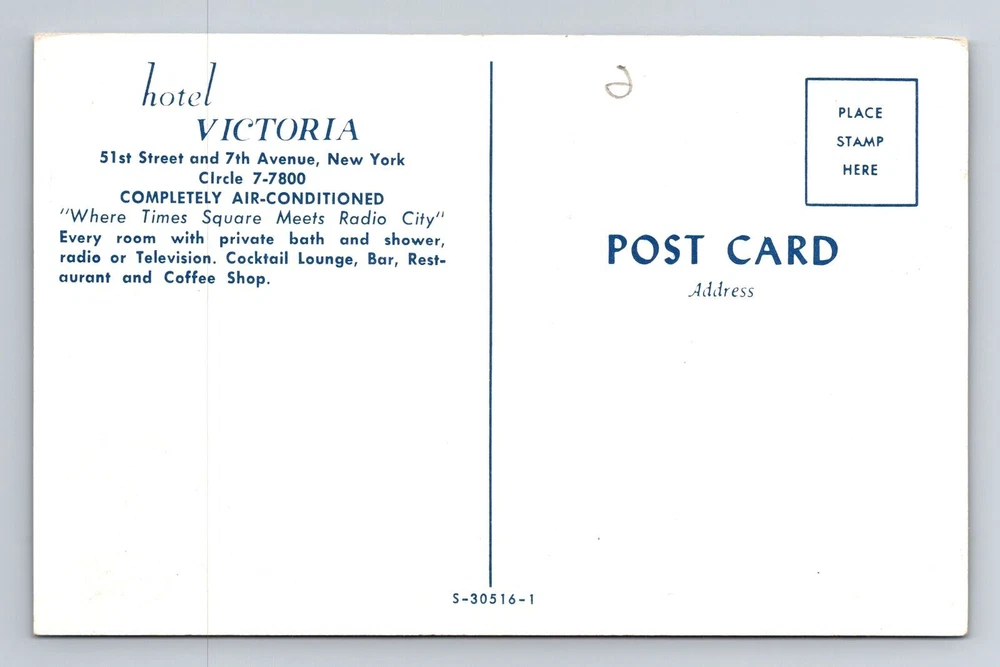 hotel
VICTORIA
51st Street and 7th Avenue, New York
CIrcle 7-7800
COMPLETELY AIR-CONDITIONED
"Where Times Square Meets Radio City"
Every room with private bath and shower,
radio or Television. Cocktail Lounge, Bar, Rest-
aurant and Coffee Shop.
PLACE
STAMP
HERE
POST CARD
Address
S-30516-1